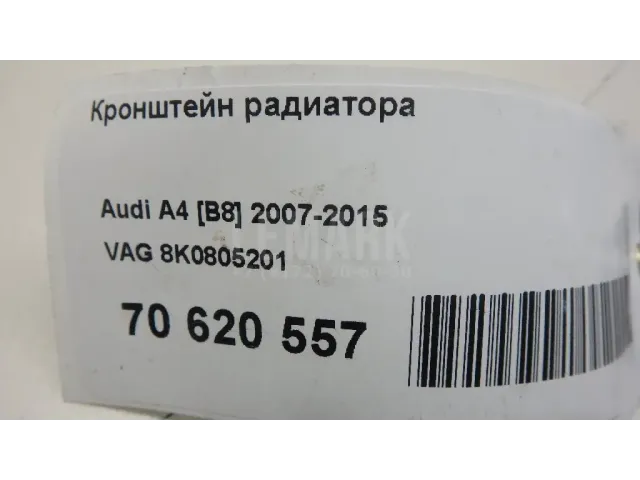 Кронштейн радиатора
Audi A4 [B8] 2007-2015
VAG 8K0805201
70 620 557